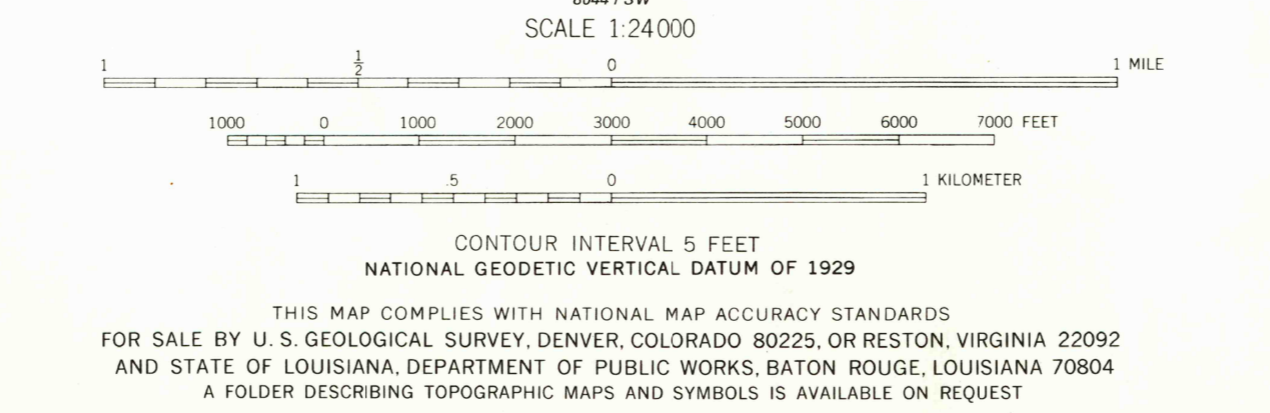 SCALE 1:24000
1 ½ 0 1 MILE
1000 0 1000 2000 3000 4000 5000 6000 7000 FEET
1 .5 0 1 KILOMETER
CONTOUR INTERVAL 5 FEET
NATIONAL GEODETIC VERTICAL DATUM OF 1929
THIS MAP COMPLIES WITH NATIONAL MAP ACCURACY STANDARDS
FOR SALE BY U. S. GEOLOGICAL SURVEY, DENVER, COLORADO 80225, OR RESTON, VIRGINIA 22092
AND STATE OF LOUISIANA, DEPARTMENT OF PUBLIC WORKS, BATON ROUGE, LOUISIANA 70804
A FOLDER DESCRIBING TOPOGRAPHIC MAPS AND SYMBOLS IS AVAILABLE ON REQUEST